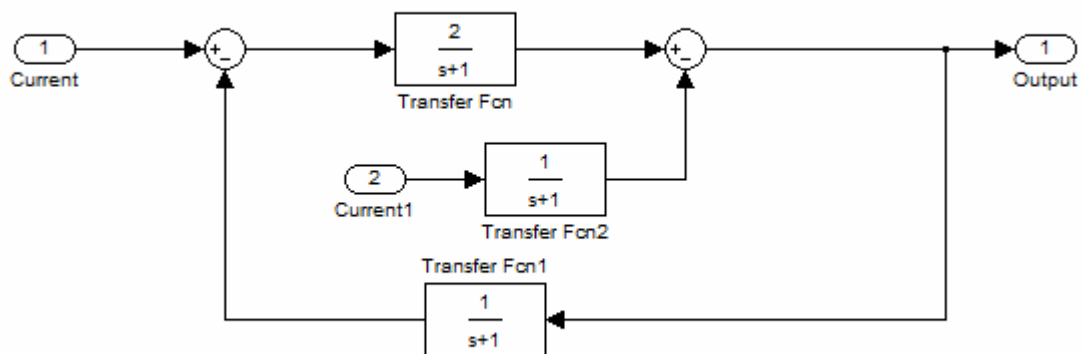 1
Current
+
−
2
s+1
Transfer Fcn
+
−
1
Output
2
Current1
1
s+1
Transfer Fcn2
Transfer Fcn1
1
s+1